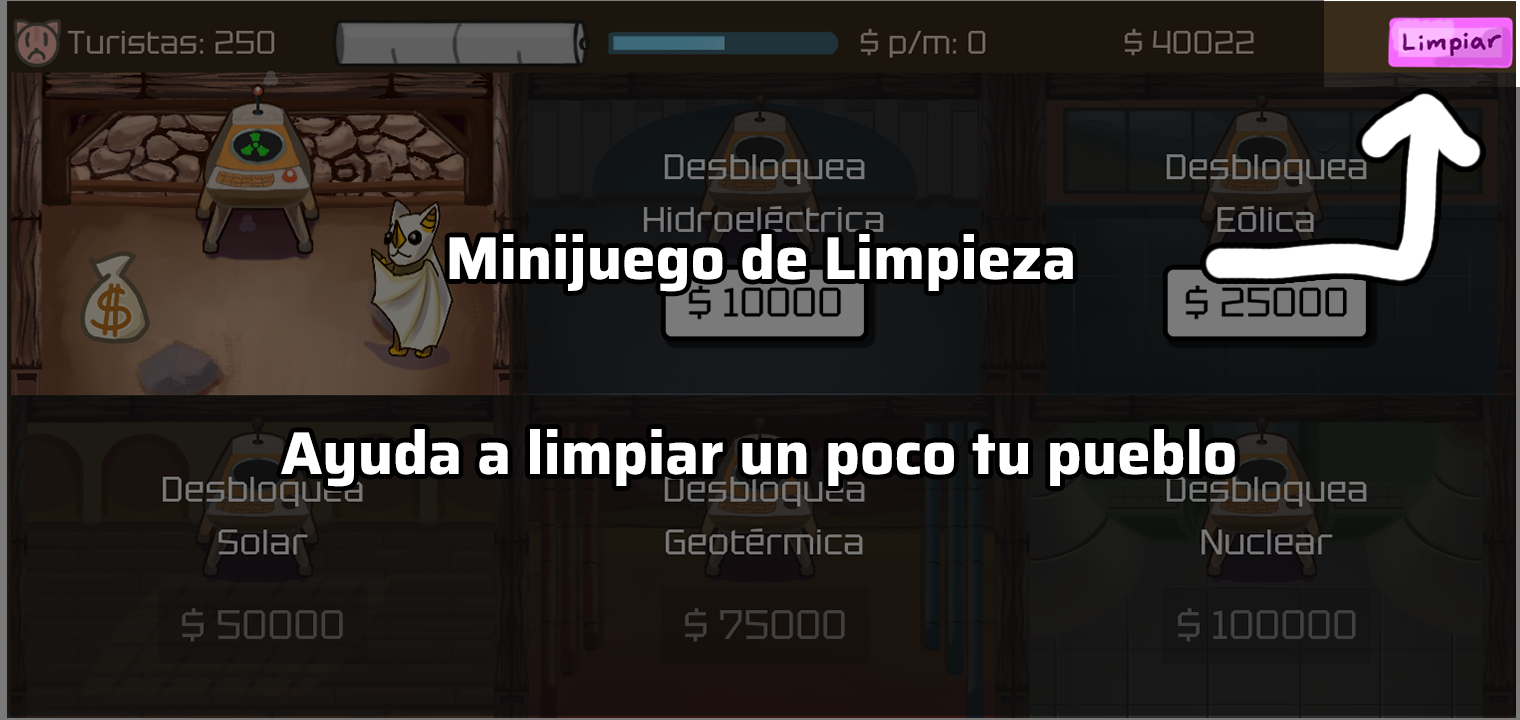 Turistas: 250
$ p/m: 0
$ 40022
Limpiar
Desbloquea
Hidroeléctrica
$ 10000
Desbloquea
Eólica
$ 25000
Minijuego de Limpieza
Ayuda a limpiar un poco tu pueblo
Desbloquea
Solar
$ 50000
Desbloquea
Geotérmica
$ 75000
Desbloquea
Nuclear
$ 100000
$